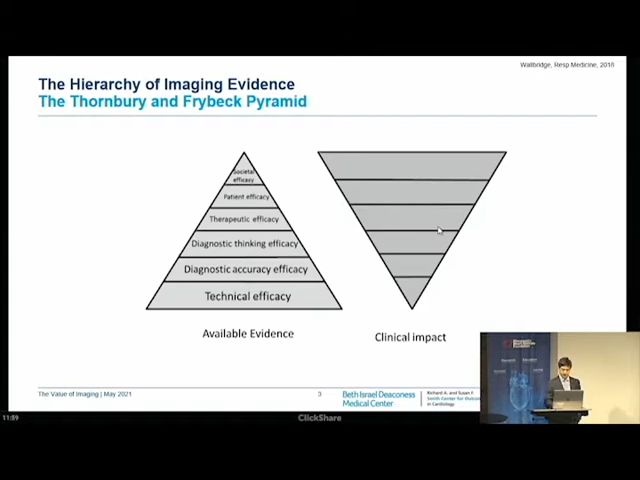 Wallbridge, Resp Medicine, 2018
The Hierarchy of Imaging Evidence
The Thornbury and Frybeck Pyramid
Societal
efficacy
Patient efficacy
Therapeutic efficacy
Diagnostic thinking efficacy
Diagnostic accuracy efficacy
Technical efficacy
Available Evidence
Clinical impact
The Value of Imaging | May 2021
3
Beth Israel Deaconess
Medical Center
Richard A. and Susan F.
Smith Center for
in Cardiology
11:59
ClickShare